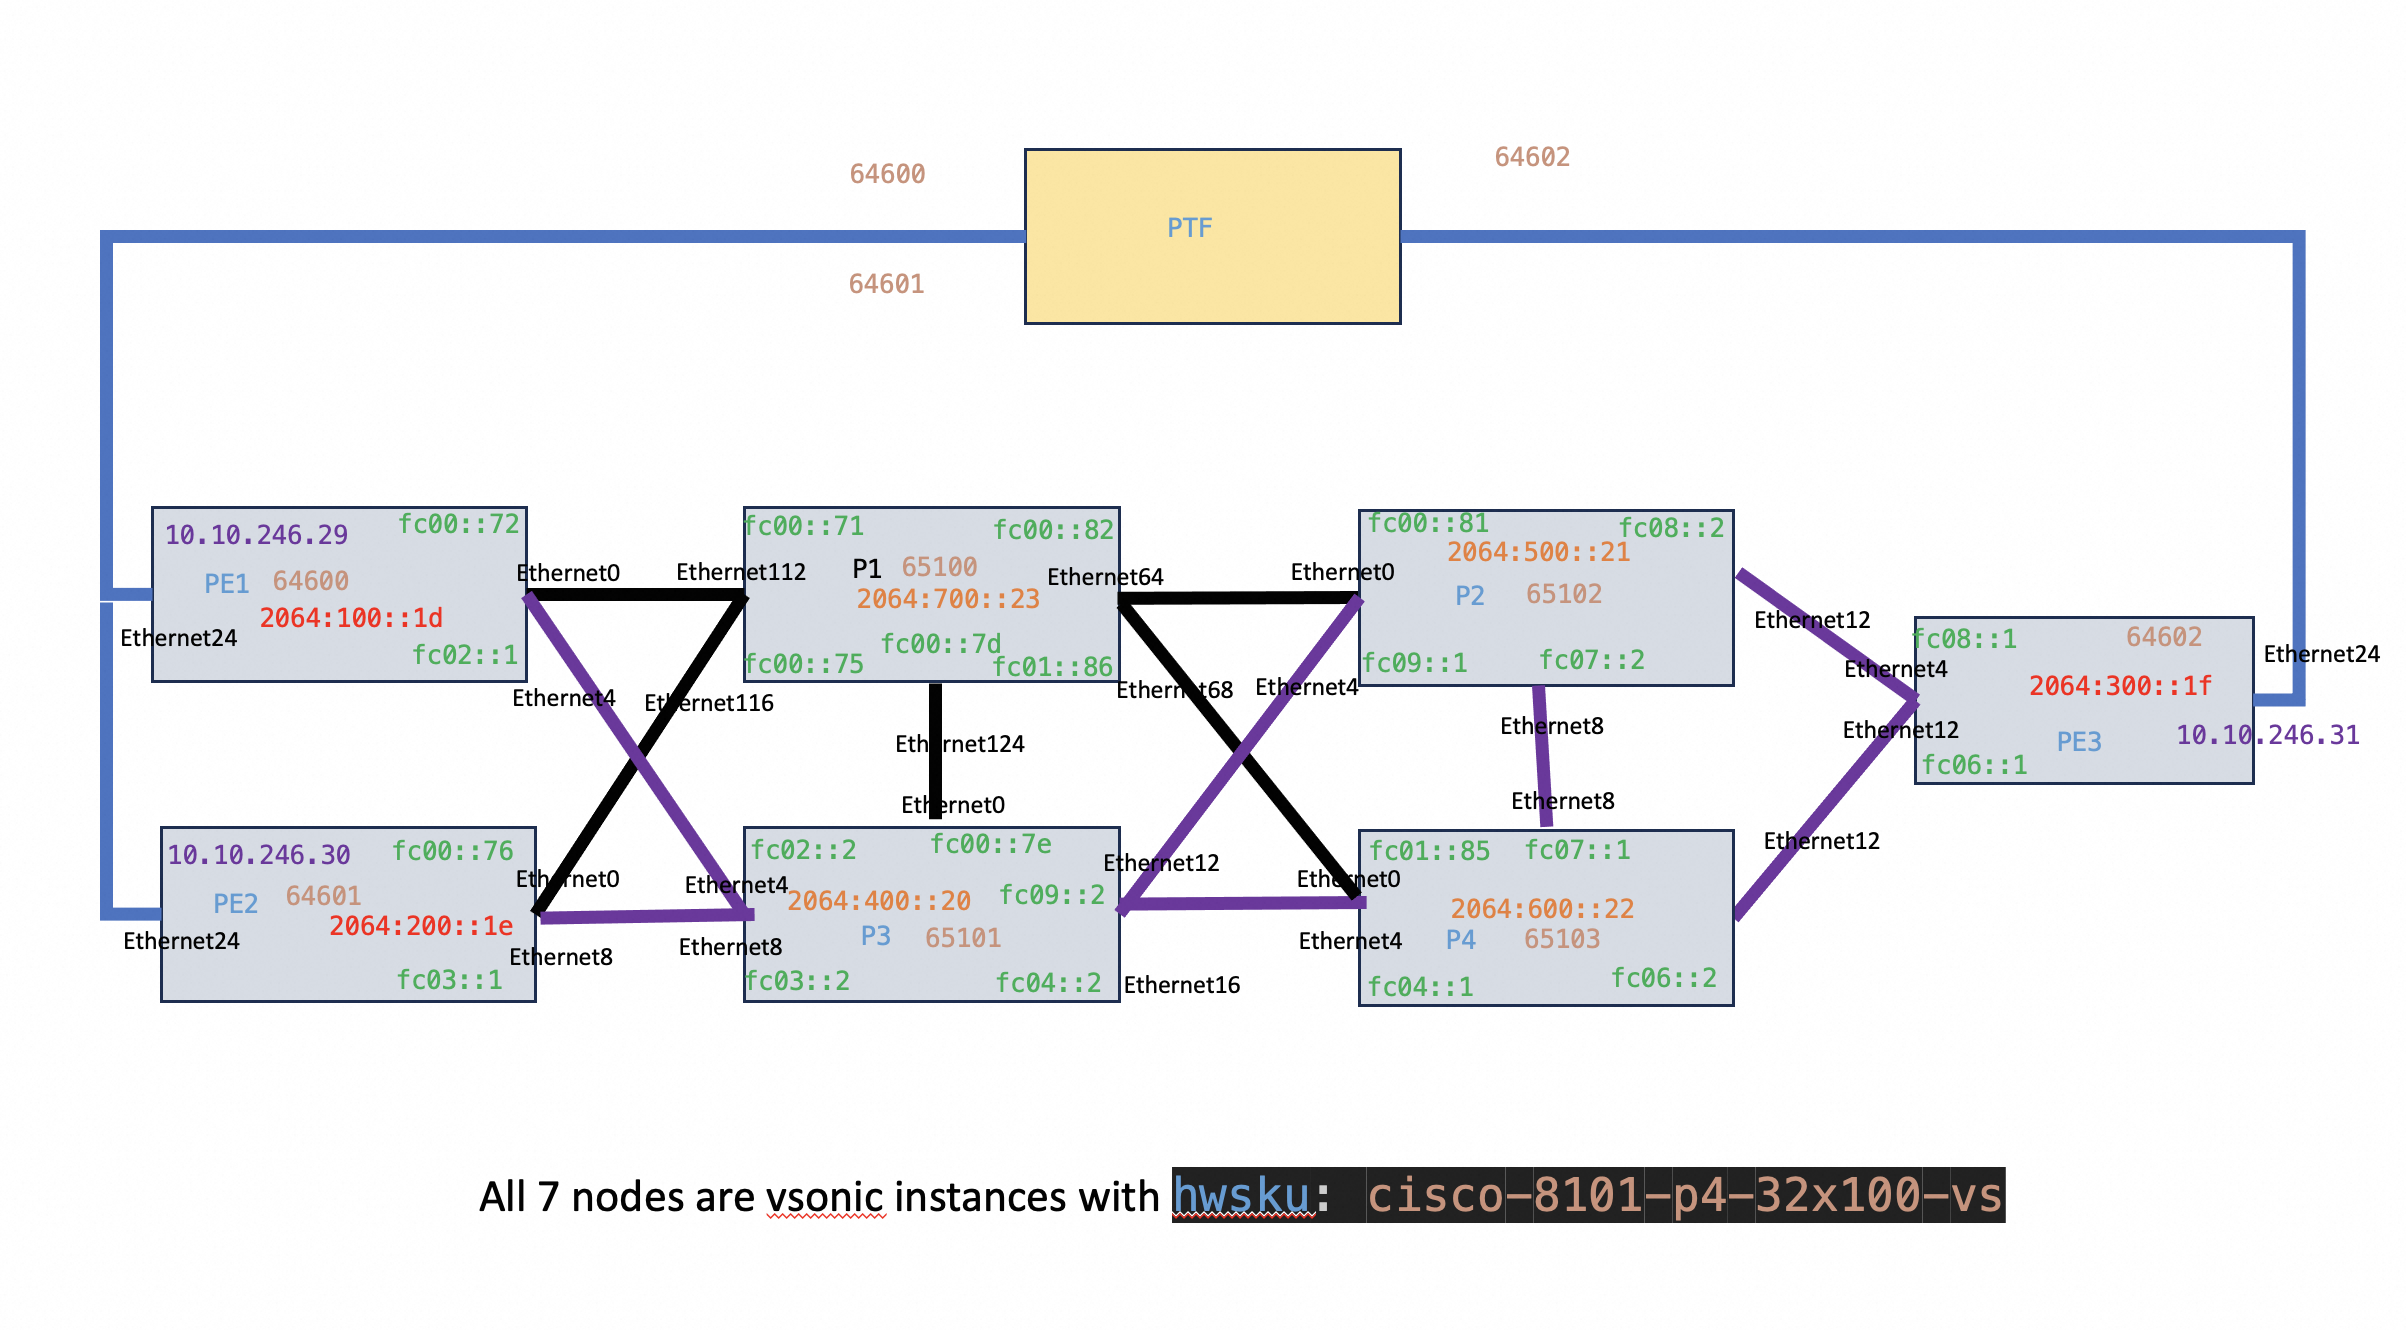 64600
64602
PTF
64601
10.10.246.29
fc00::72
PE1 64600
2064:100::1d
fc02::1
Ethernet24
Ethernet0
Ethernet112
fc00::71
fc00::82
P1 65100
2064:700::23
fc00::7d
fc00::75
fc01::86
Ethernet64
Ethernet0
fc00::81
fc08::2
2064:500::21
P2 65102
fc09::1
fc07::2
Ethernet12
Ethernet4
fc08::1
64602
2064:300::1f
Ethernet24
10.10.246.31
PE3
Ethernet12
fc06::1
Ethernet4
Ethernet116
Ethernet68
Ethernet4
Ethernet124
Ethernet0
Ethernet8
Ethernet8
Ethernet12
10.10.246.30
fc00::76
PE2 64601
2064:200::1e
fc03::1
Ethernet24
Ethernet0
Ethernet4
Ethernet8
Ethernet8
fc02::2
fc00::7e
2064:400::20
fc09::2
P3 65101
fc03::2
fc04::2
Ethernet12
Ethernet0
Ethernet4
Ethernet16
fc01::85
fc07::1
2064:600::22
P4 65103
fc04::1
fc06::2
All 7 nodes are vsonic instances with hwsku: cisco-8101-p4-32x100-vs